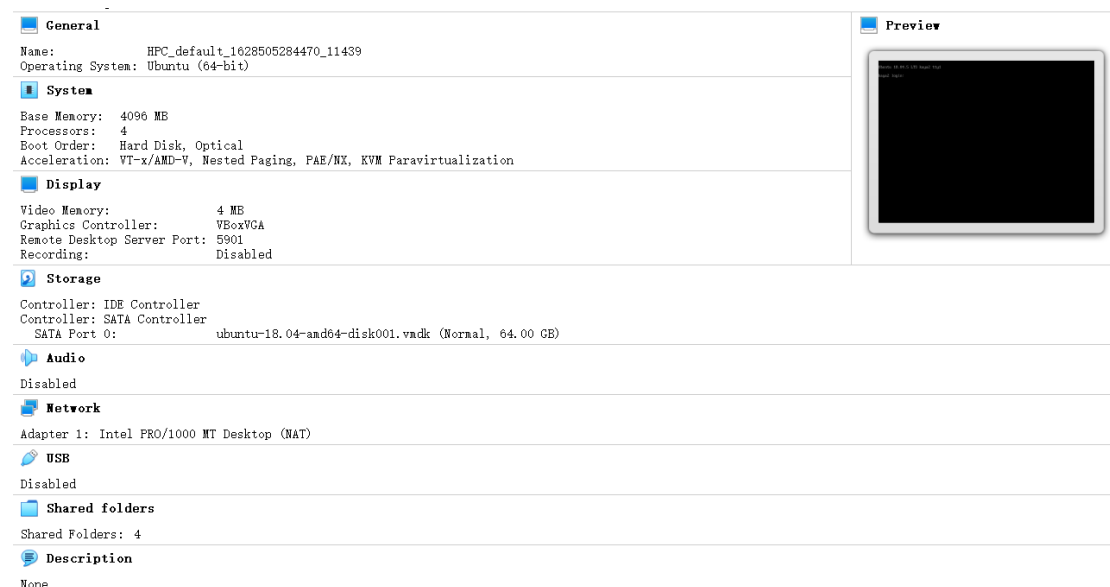 General
Name: HPC_default_1628505284470_11439
Operating System: Ubuntu (64-bit)
System
Base Memory: 4096 MB
Processors: 4
Boot Order: Hard Disk, Optical
Acceleration: VT-x/AMD-V, Nested Paging, PAE/NX, KVM Paravirtualization
Display
Video Memory: 4 MB
Graphics Controller: VBoxVGA
Remote Desktop Server Port: 5901
Recording: Disabled
Preview
Storage
Controller: IDE Controller
Controller: SATA Controller
SATA Port 0: ubuntu-18.04-amd64-disk001.vmdk (Normal, 64.00 GB)
Audio
Disabled
Network
Adapter 1: Intel PRO/1000 MT Desktop (NAT)
USB
Disabled
Shared folders
Shared Folders: 4
Description
None